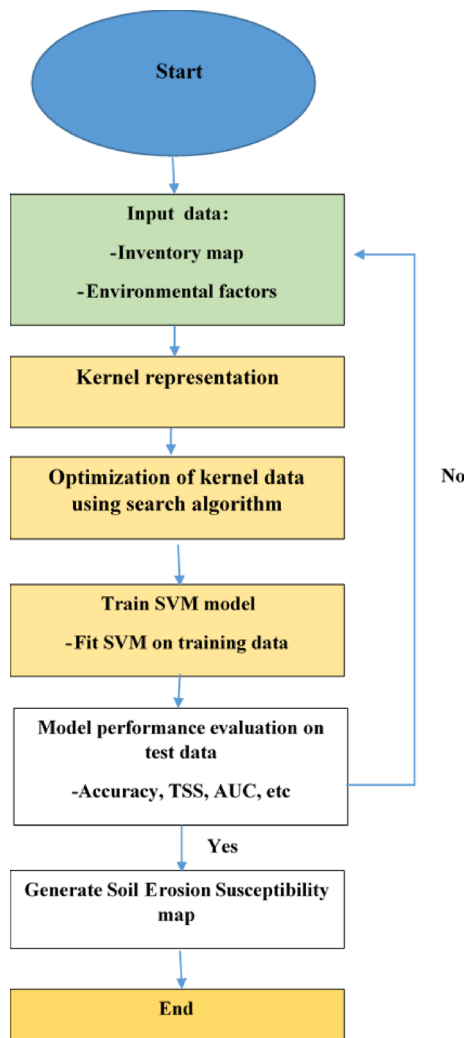 Start
Input data:
-Inventory map
-Environmental factors
Kernel representation
Optimization of kernel data
using search algorithm
No
Train SVM model
-Fit SVM on training data
Model performance evaluation on
test data
-Accuracy, TSS, AUC, etc
Yes
Generate Soil Erosion Susceptibility
map
End